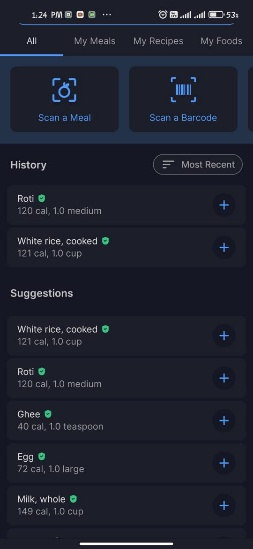 1.24 PM ... 53
All My Meals My Recipes My Foods
Scan a Meal Scan a Barcode
History Most Recent
Roti
120 cal, 1.0 medium
White rice, cooked
121 cal, 1.0 cup
Suggestions
White rice, cooked
121 cal, 1.0 cup
Roti
120 cal, 1.0 medium
Ghee
40 cal, 1.0 teaspoon
Egg
72 cal, 1.0 large
Milk, whole
149 cal, 1.0 cup